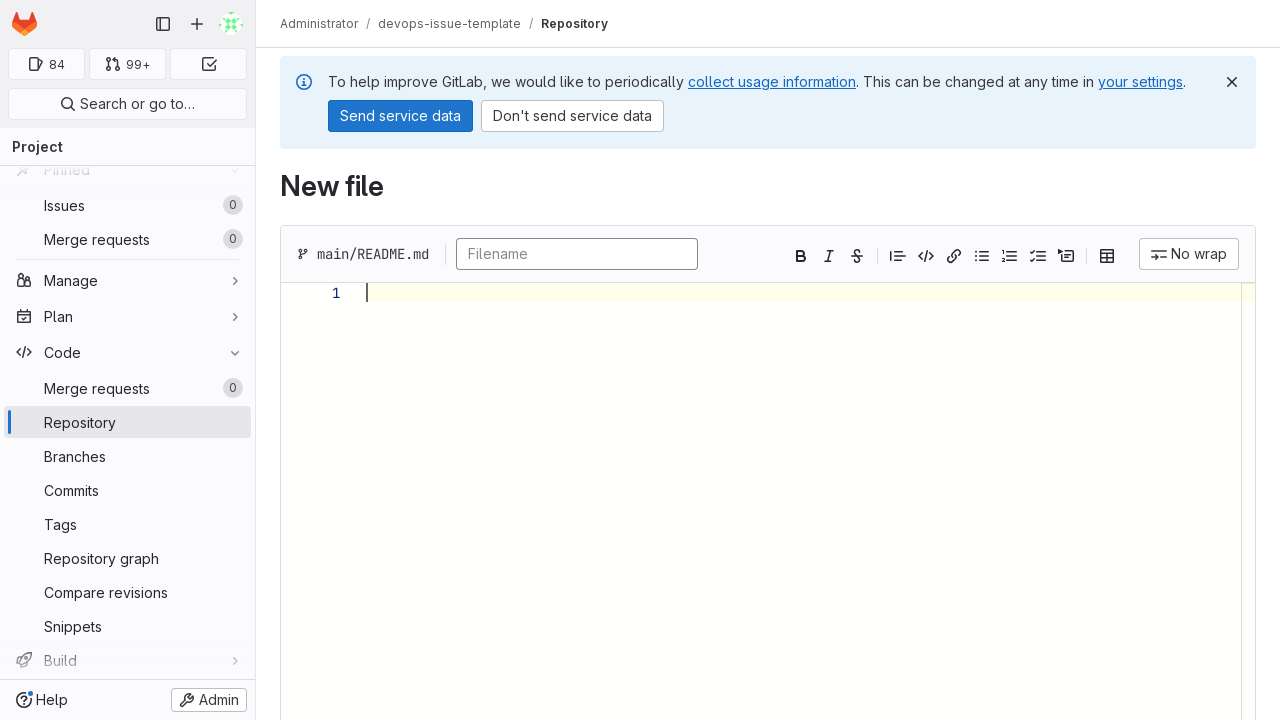 Administrator / devops-issue-template / Repository
84
99+
Search or go to…
Project
Pinned
Issues 0
Merge requests 0
Manage
Plan
Code
Merge requests 0
Repository
Branches
Commits
Tags
Repository graph
Compare revisions
Snippets
Build
Help
Admin
To help improve GitLab, we would like to periodically collect usage information. This can be changed at any time in your settings.
Send service data
Don't send service data
New file
main/README.md
Filename
No wrap
1